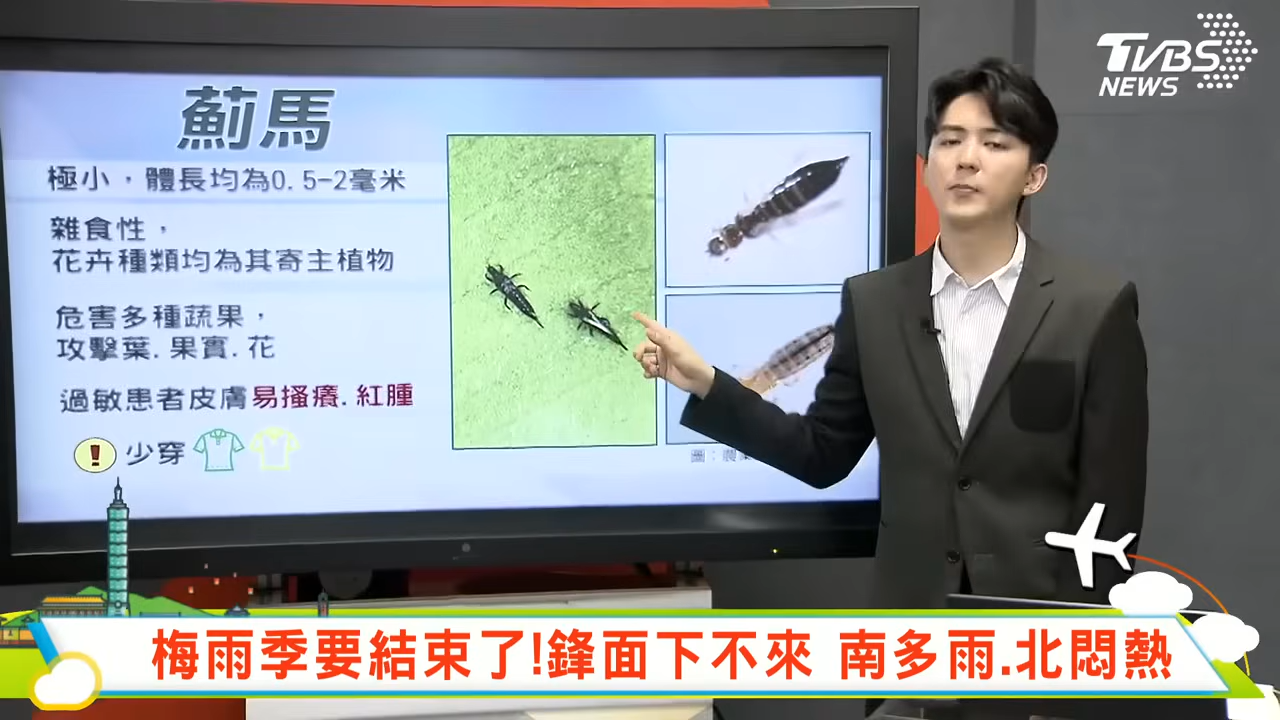 TVBS
NEWS
薊馬
極小，體長均為0.5-2毫米
雜食性，
花卉種類均為其寄主植物
危害多種蔬果，
攻擊葉.果實.花
過敏患者皮膚易搔癢.紅腫
! 少穿
圖：農
梅雨季要結束了!鋒面下不來 南多雨.北悶熱